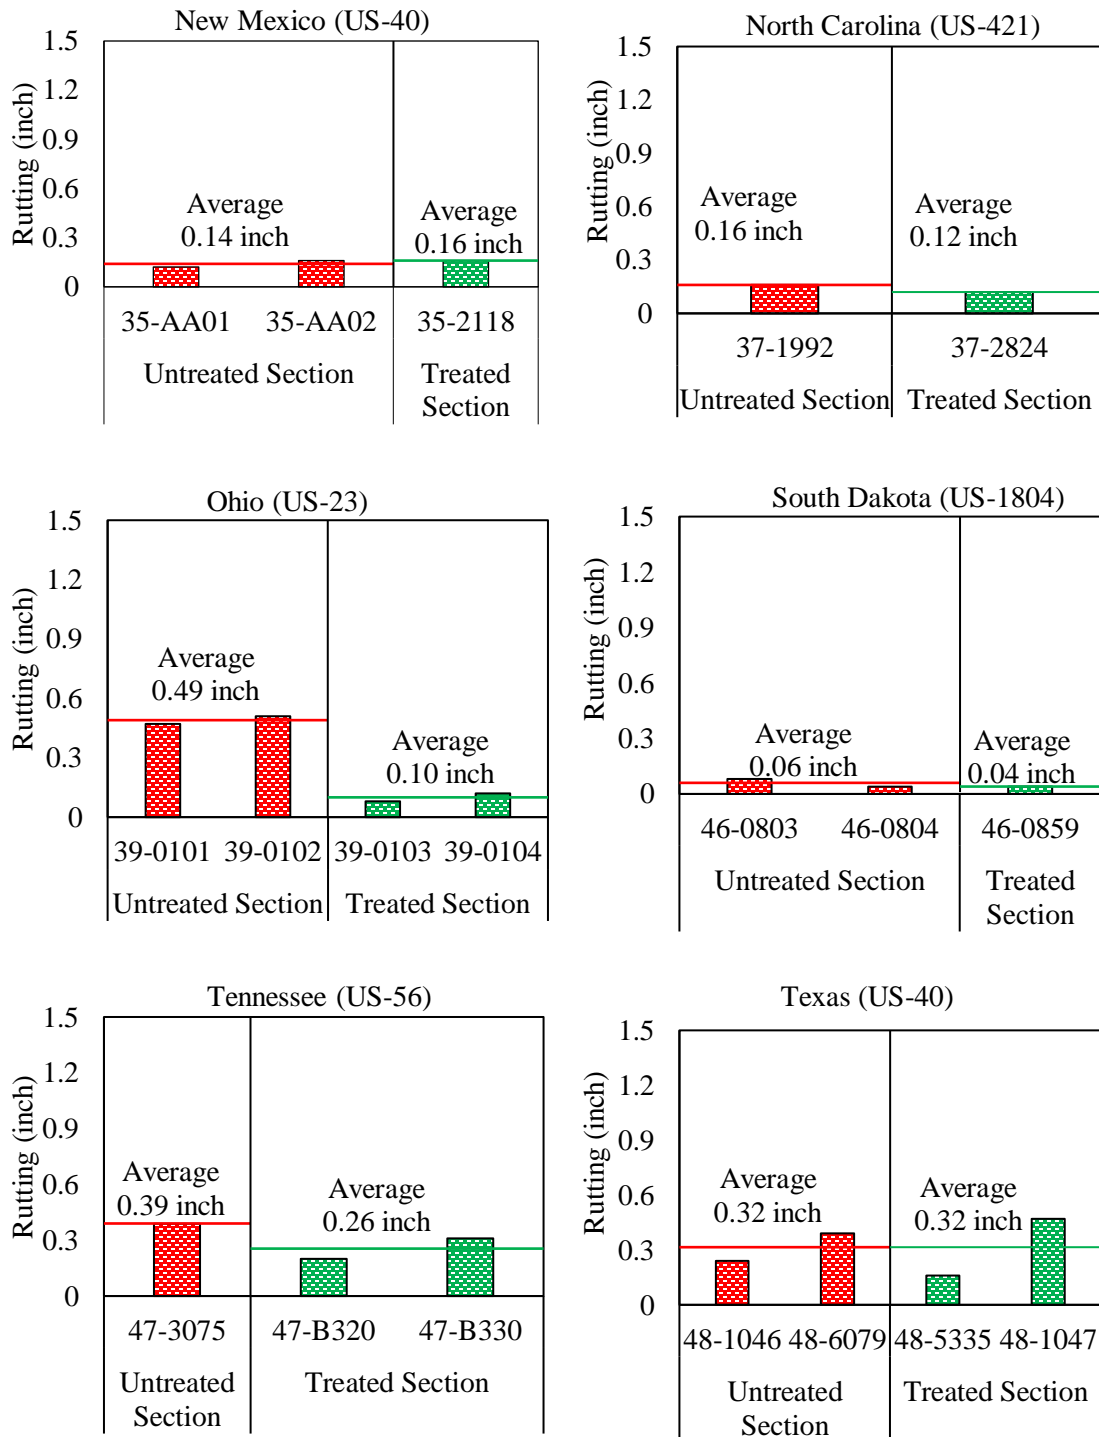 New Mexico (US-40)
Rutting (inch)
1.5
1.2
0.9
0.6
0.3
0
Average
0.14 inch
Average
0.16 inch
35-AA01 35-AA02 35-2118
Untreated Section
Treated
Section
North Carolina (US-421)
Rutting (inch)
1.5
1.2
0.9
0.6
0.3
0
Average
0.16 inch
Average
0.12 inch
37-1992 37-2824
Untreated Section Treated Section
Ohio (US-23)
Rutting (inch)
1.5
1.2
0.9
0.6
0.3
0
Average
0.49 inch
Average
0.10 inch
39-0101 39-0102 39-0103 39-0104
Untreated Section Treated Section
South Dakota (US-1804)
Rutting (inch)
1.5
1.2
0.9
0.6
0.3
0
Average
0.06 inch
Average
0.04 inch
46-0803 46-0804 46-0859
Untreated Section
Treated
Section
Tennessee (US-56)
Rutting (inch)
1.5
1.2
0.9
0.6
0.3
0
Average
0.39 inch
Average
0.26 inch
47-3075 47-B320 47-B330
Untreated
Section
Treated Section
Texas (US-40)
Rutting (inch)
1.5
1.2
0.9
0.6
0.3
0
Average
0.32 inch
Average
0.32 inch
48-1046 48-6079 48-5335 48-1047
Untreated
Section
Treated Section